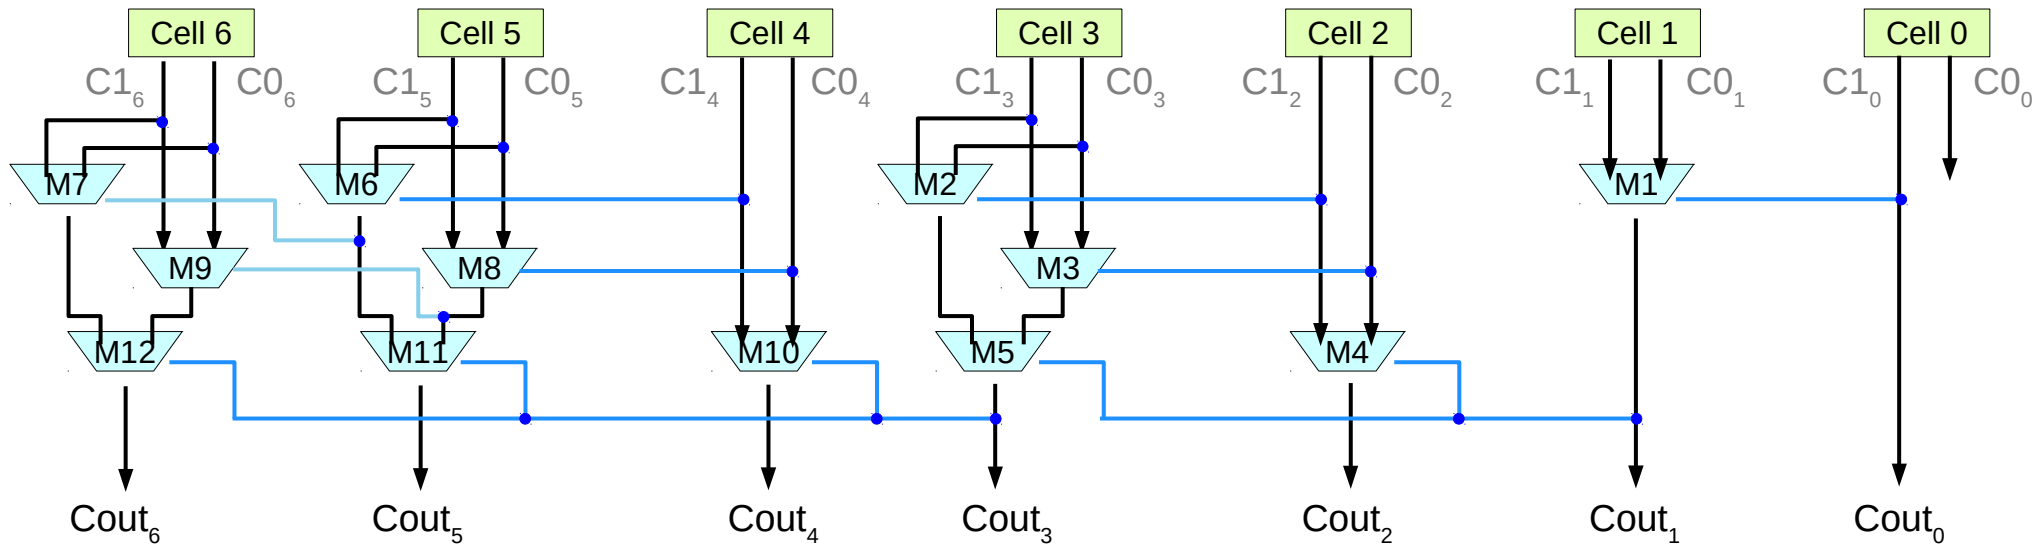 Cell 6 Cell 5 Cell 4 Cell 3 Cell 2 Cell 1 Cell 0
C1₆ C0₆ C1₅ C0₅ C1₄ C0₄ C1₃ C0₃ C1₂ C0₂ C1₁ C0₁ C1₀ C0₀
M7 M6 M2 M1
M9 M8 M3
M12 M11 M10 M5 M4
Cout₆ Cout₅ Cout₄ Cout₃ Cout₂ Cout₁ Cout₀